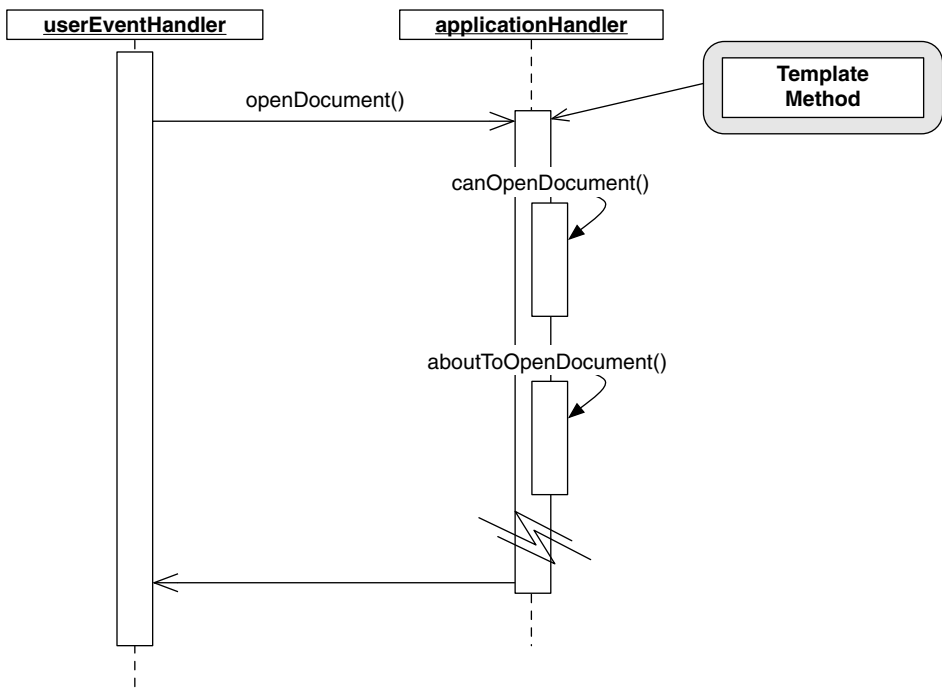 userEventHandler
applicationHandler
Template
Method
openDocument()
canOpenDocument()
aboutToOpenDocument()